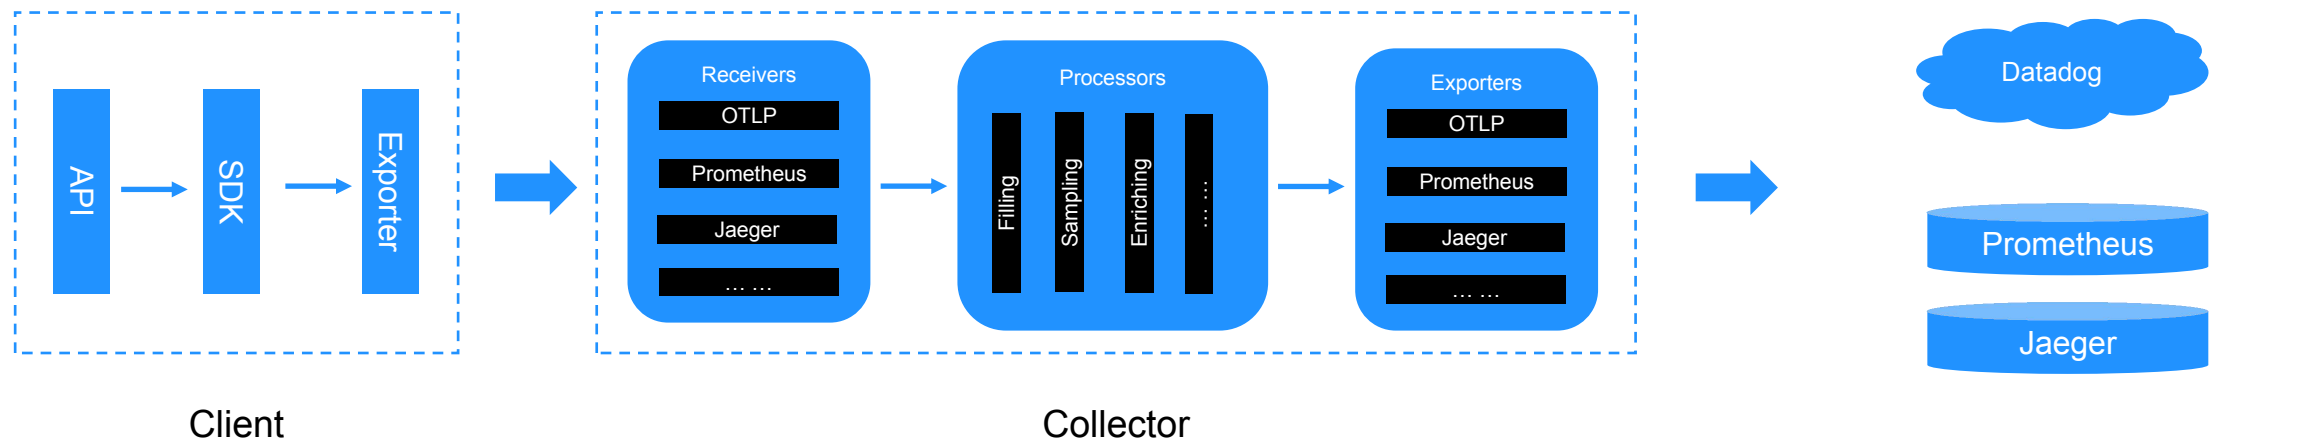 API
SDK
Exporter
Client
Receivers
OTLP
Prometheus
Jaeger
... ...
Processors
Filling
Sampling
Enriching
... ...
Exporters
OTLP
Prometheus
Jaeger
... ...
Collector
Datadog
Prometheus
Jaeger